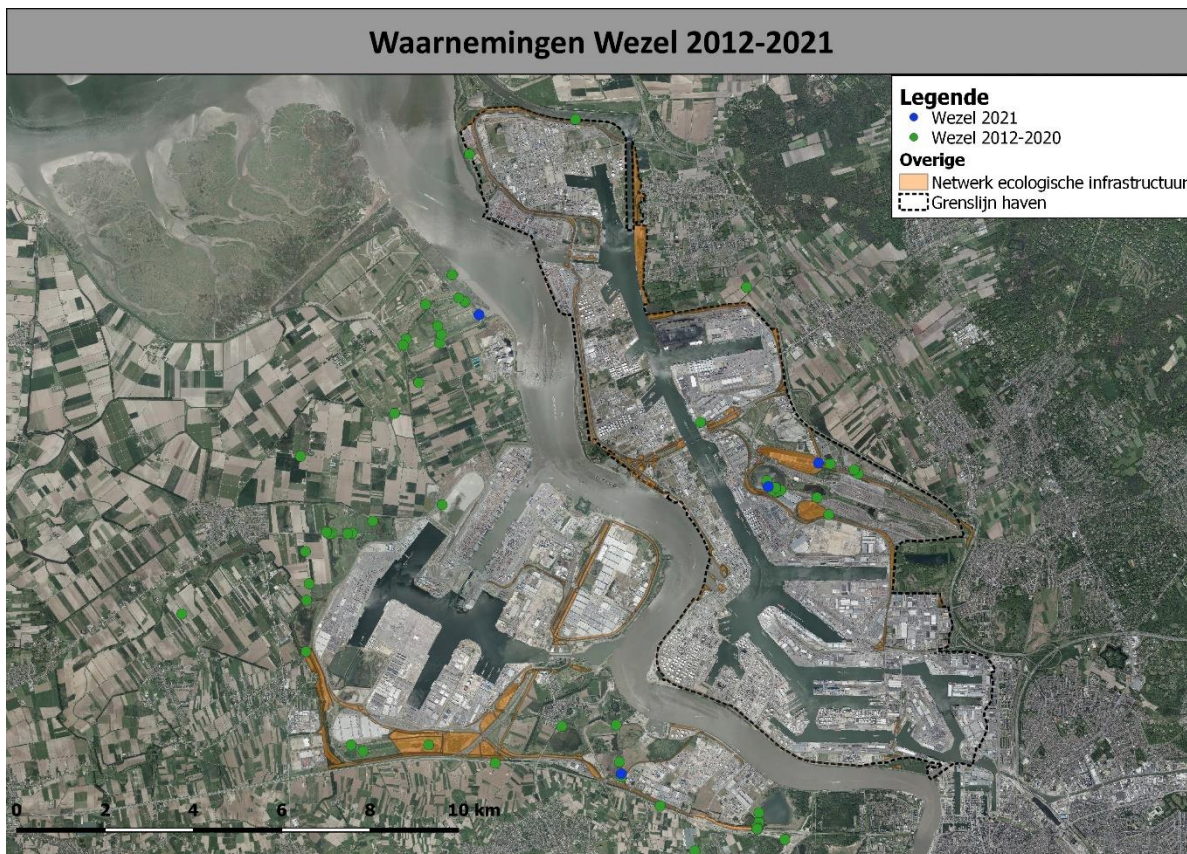 Waarnemingen Wezel 2012-2021
Legende
Wezel 2021
Wezel 2012-2020
Overige
Netwerk ecologische infrastructuur
Grenslijn haven
0 2 4 6 8 10 km